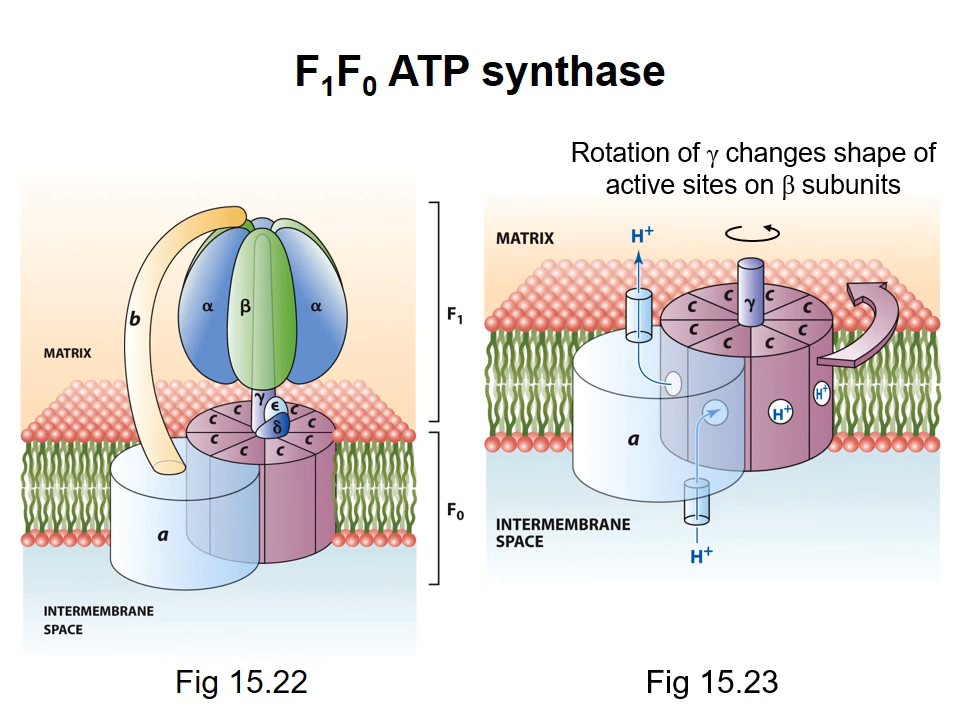 F₁F₀ ATP synthase
Rotation of γ changes shape of
active sites on β subunits
b
α
β
α
MATRIX
γ
ϵ
δ
c
c
c
c
c
c
c
a
F₁
F₀
INTERMEMBRANE
SPACE
Fig 15.22
MATRIX
H⁺
γ
c
c
c
c
c
c
c
c
a
H⁺
H⁺
INTERMEMBRANE
SPACE
H⁺
Fig 15.23